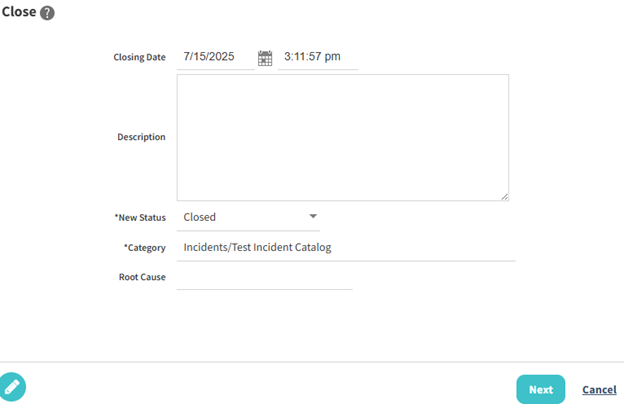 Close ?
Closing Date 7/15/2025 3:11:57 pm
Description
*New Status Closed
*Category Incidents/Test Incident Catalog
Root Cause
Next Cancel